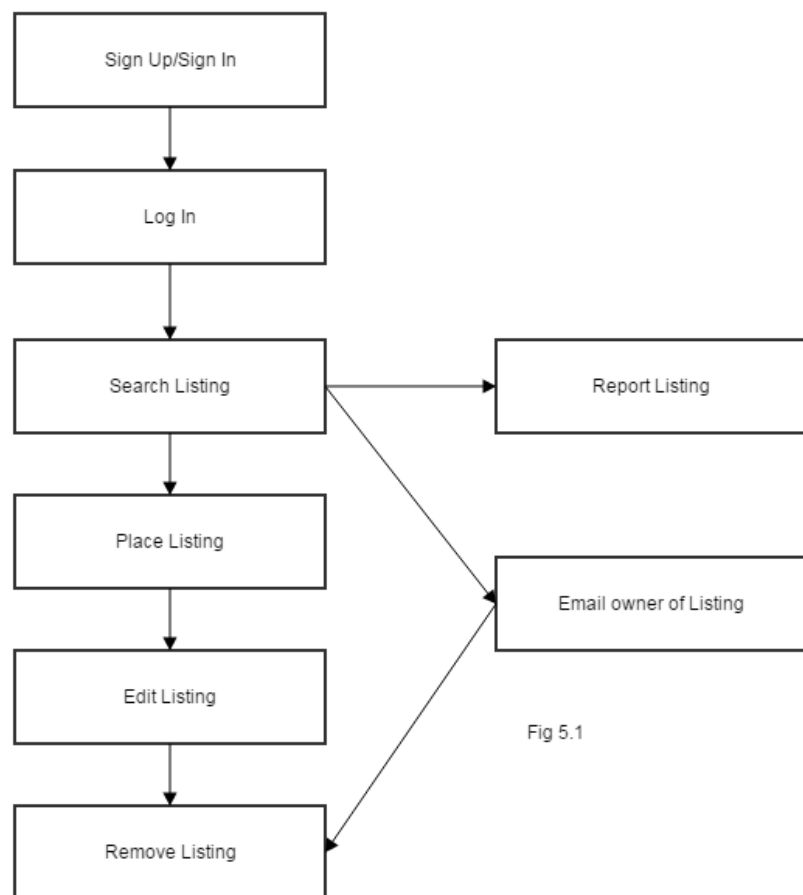 Sign Up/Sign In
Log In
Search Listing
Report Listing
Place Listing
Email owner of Listing
Edit Listing
Fig 5.1
Remove Listing